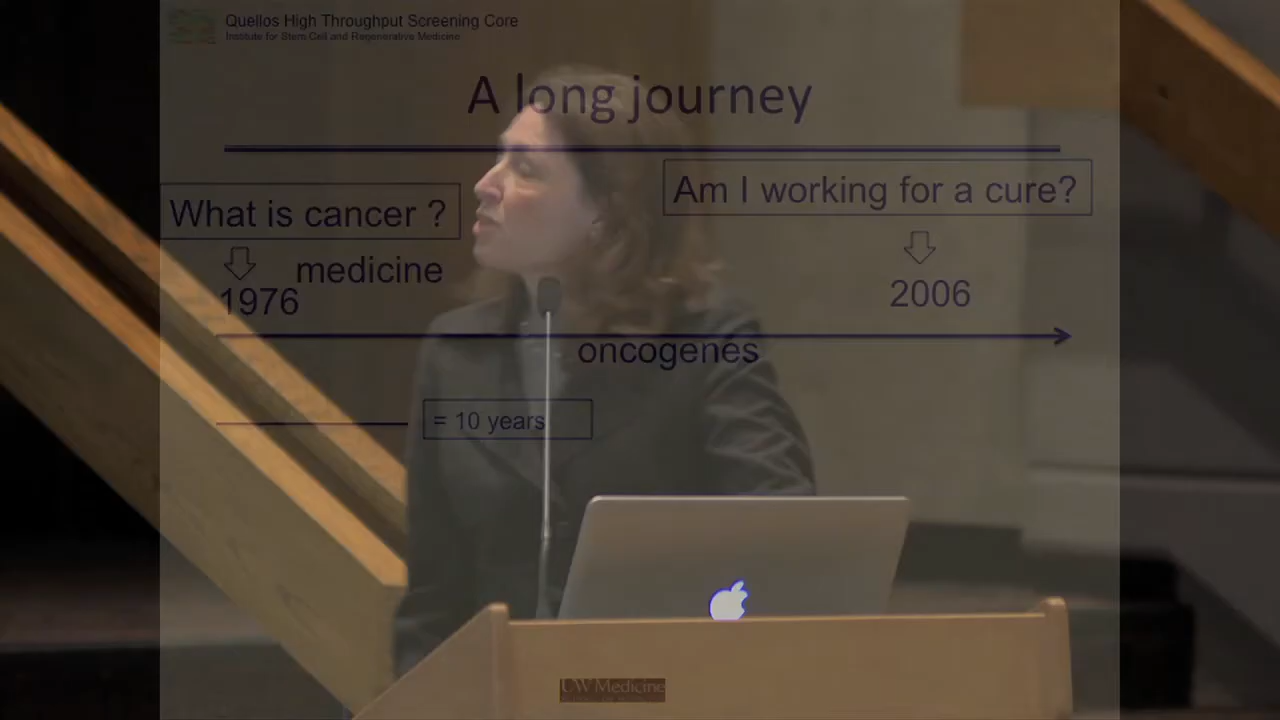 Quellos High Throughput Screening Core
Institute for Stem Cell and Regenerative Medicine
A long journey
What is cancer ?
Am I working for a cure?
medicine
1976
2006
oncogenes
= 10 years
UW Medicine